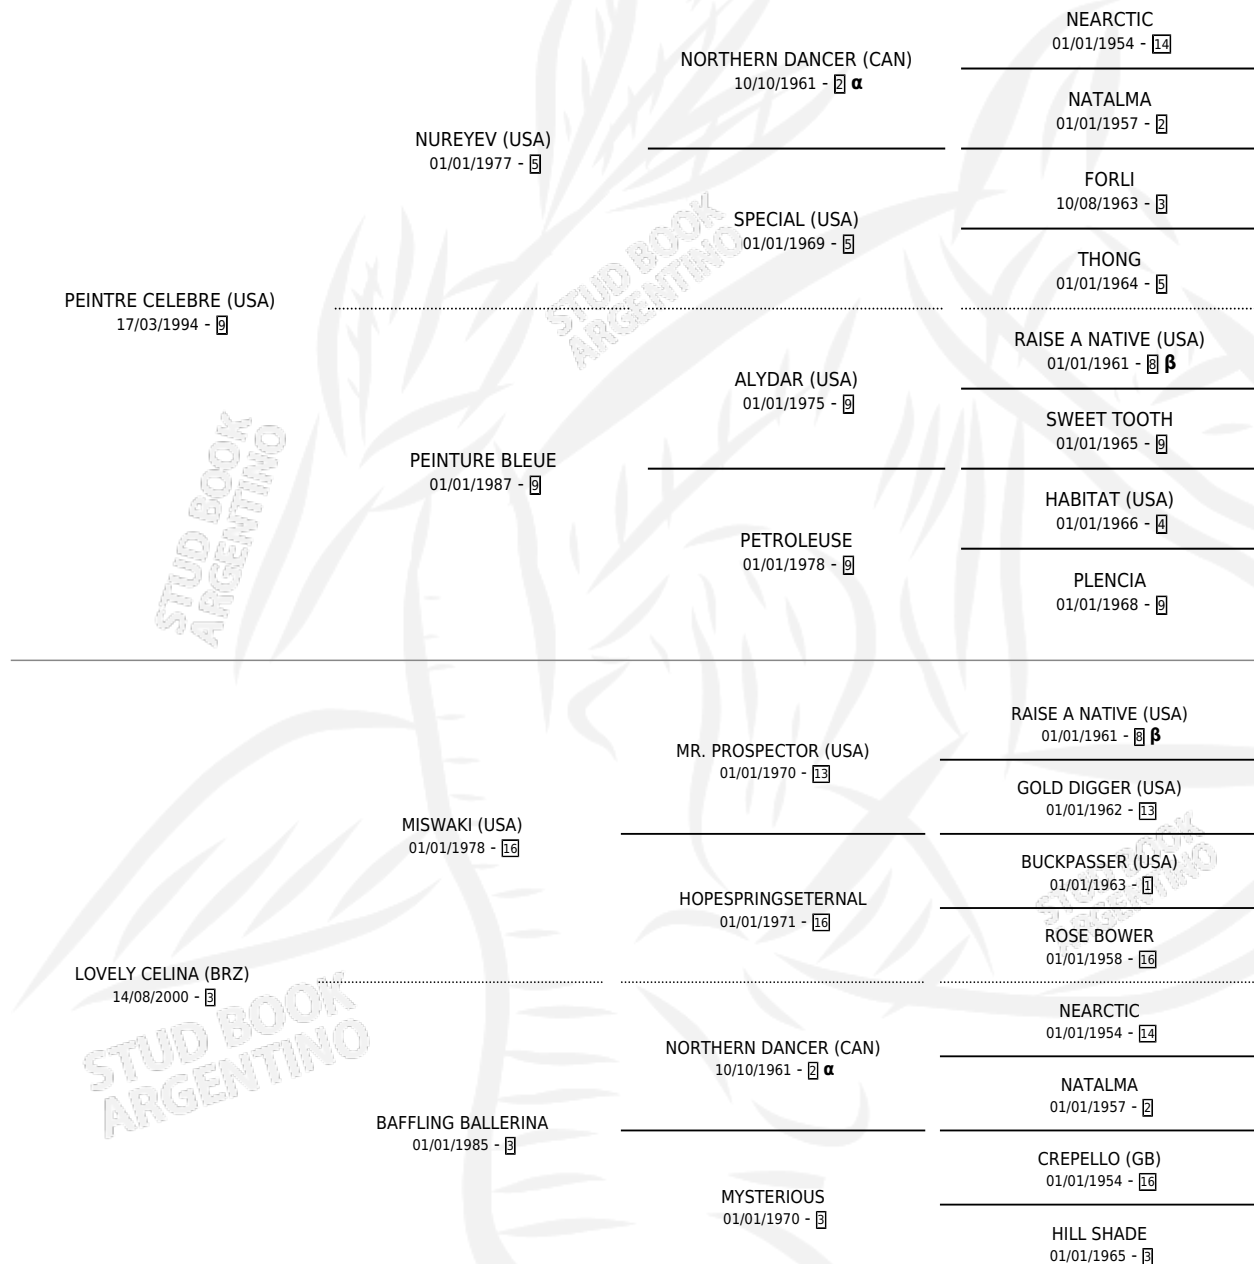 NEARCTIC
01/01/1954 - 14
NORTHERN DANCER (CAN)
10/10/1961 - 2 α
NATALMA
01/01/1957 - 2
NUREYEV (USA)
01/01/1977 - 5
FORLI
10/08/1963 - 3
SPECIAL (USA)
01/01/1969 - 5
THONG
01/01/1964 - 5
PEINTRE CELEBRE (USA)
17/03/1994 - 9
STUD BOOK
ARGENTINO
RAISE A NATIVE (USA)
01/01/1961 - 8 β
ALYDAR (USA)
01/01/1975 - 9
SWEET TOOTH
01/01/1965 - 9
PEINTURE BLEUE
01/01/1987 - 9
HABITAT (USA)
01/01/1966 - 4
PETROLEUSE
01/01/1978 - 9
PLENCIA
01/01/1968 - 9
STUD BOOK
ARGENTINO
RAISE A NATIVE (USA)
01/01/1961 - 8 β
MR. PROSPECTOR (USA)
01/01/1970 - 13
GOLD DIGGER (USA)
01/01/1962 - 13
MISWAKI (USA)
01/01/1978 - 16
BUCKPASSER (USA)
01/01/1963 - 1
STUD BOOK
ARGENTINO
HOPESPRINGSETERNAL
01/01/1971 - 16
ROSE BOWER
01/01/1958 - 16
LOVELY CELINA (BRZ)
14/08/2000 - 3
STUD BOOK
ARGENTINO
NEARCTIC
01/01/1954 - 14
NORTHERN DANCER (CAN)
10/10/1961 - 2 α
NATALMA
01/01/1957 - 2
BAFFLING BALLERINA
01/01/1985 - 3
CREPELLO (GB)
01/01/1954 - 16
MYSTERIOUS
01/01/1970 - 3
HILL SHADE
01/01/1965 - 3